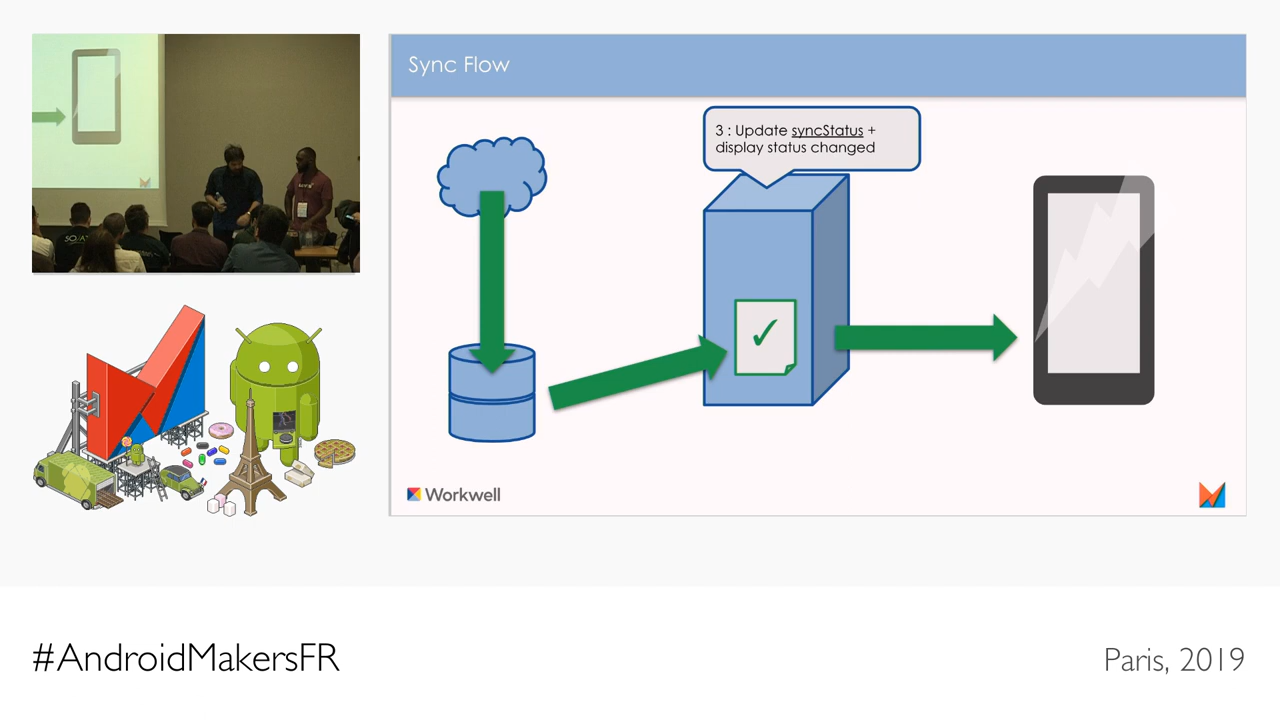 Sync Flow
3 : Update syncStatus +
display status changed
Workwell
#AndroidMakersFR
Paris, 2019